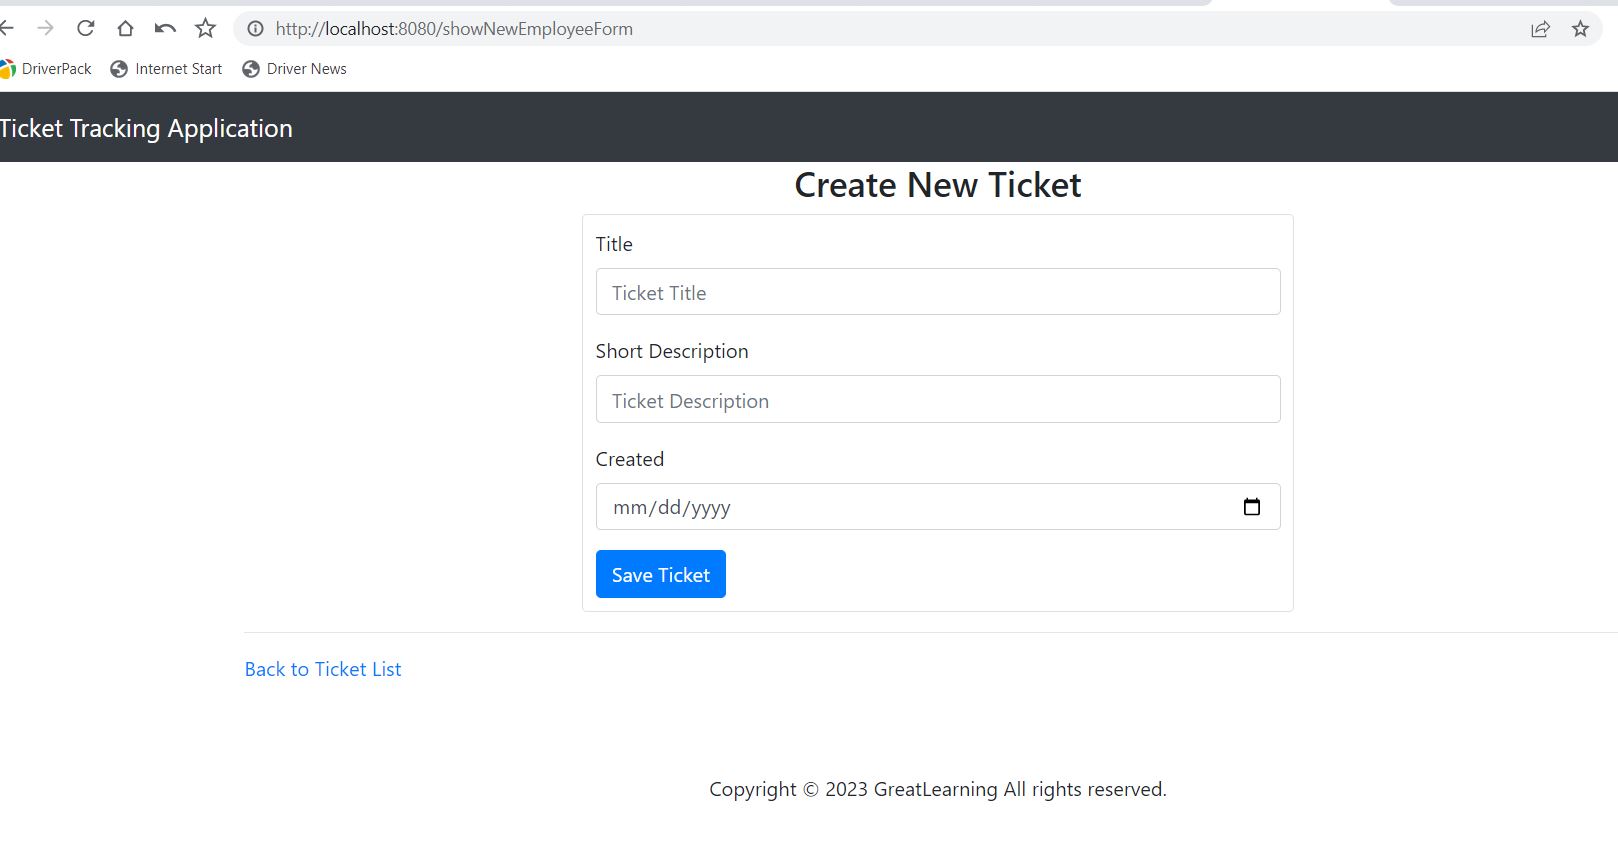 http://localhost:8080/showNewEmployeeForm
DriverPack Internet Start Driver News
Ticket Tracking Application
Create New Ticket
Title
Ticket Title
Short Description
Ticket Description
Created
mm/dd/yyyy
Save Ticket
Back to Ticket List
Copyright © 2023 GreatLearning All rights reserved.